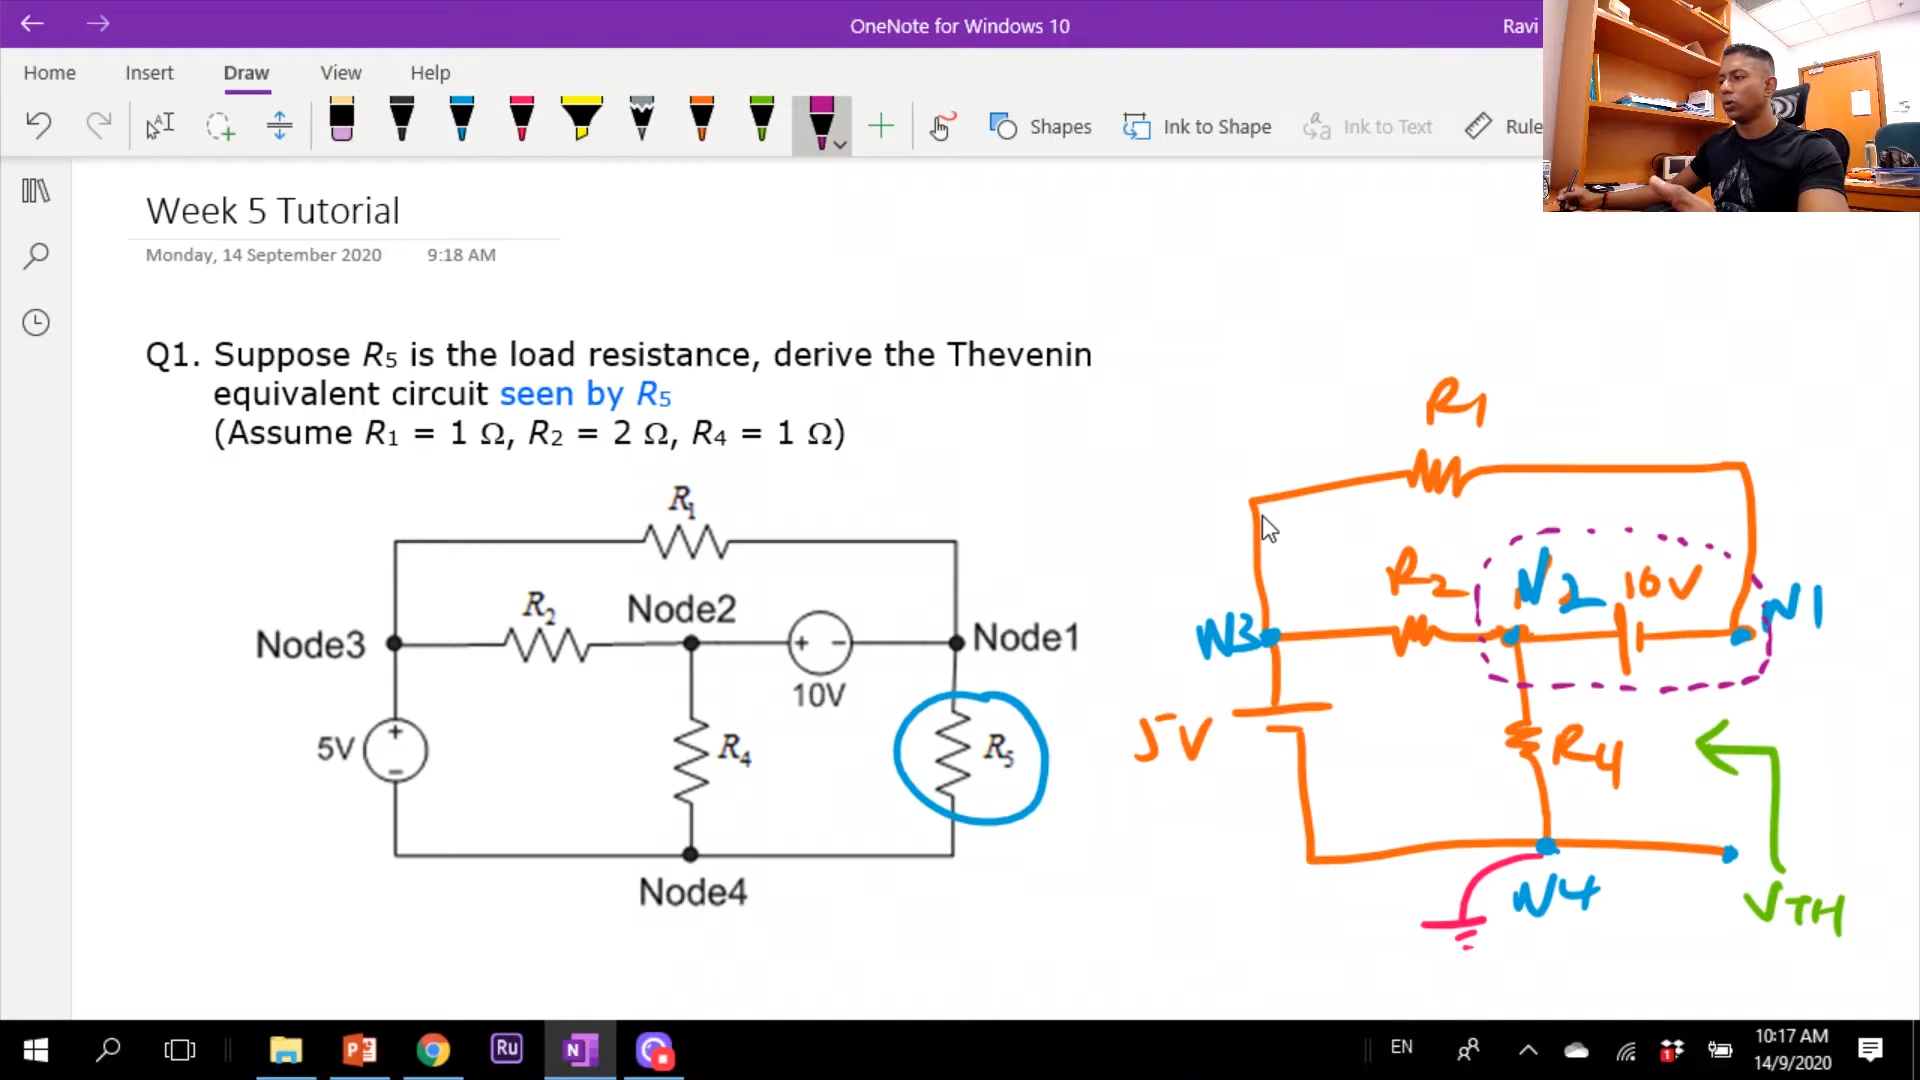 OneNote for Windows 10
Ravi
Home Insert Draw View Help
Shapes Ink to Shape Ink to Text Rule
Week 5 Tutorial
Monday, 14 September 2020 9:18 AM
Q1. Suppose R5 is the load resistance, derive the Thevenin
equivalent circuit seen by R5
(Assume R1 = 1 Ω, R2 = 2 Ω, R4 = 1 Ω)
R1
R2 Node2
Node3 Node1
10V
5V R4 R5
Node4
R1
R2 N2 10V N1
N3
5V R4
N4 VTH
Ru N
EN
10:17 AM
14/9/2020